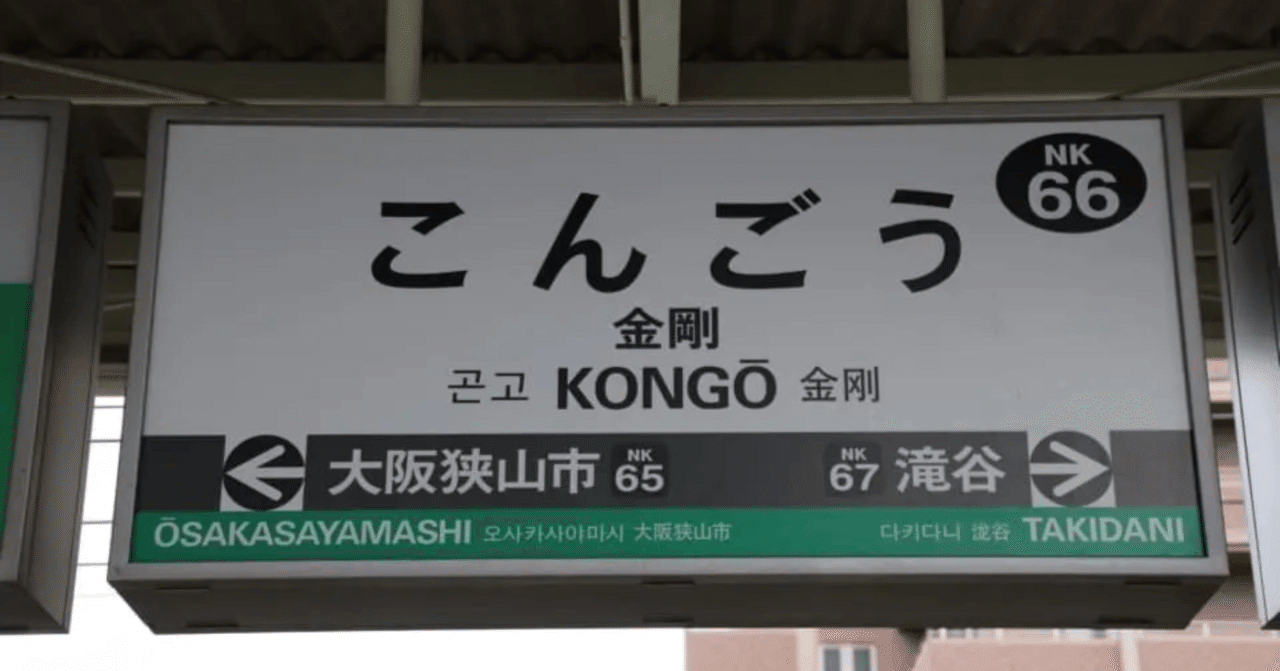 NK
66
こんごう
金剛
곤고 KONGŌ 金刚
大阪狭山市 NK 65 NK 67 滝谷
ŌSAKASAYAMASHI 오사카사야마시 大阪狭山市 다키다니 泷谷 TAKIDANI